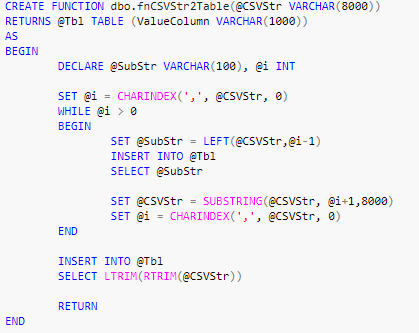 CREATE FUNCTION dbo.fnCSVStr2Table(@CSVStr VARCHAR(8000))
RETURNS @Tbl TABLE (ValueColumn VARCHAR(1000))
AS
BEGIN
DECLARE @SubStr VARCHAR(100), @i INT
SET @i = CHARINDEX(',', @CSVStr, 0)
WHILE @i > 0
BEGIN
SET @SubStr = LEFT(@CSVStr,@i-1)
INSERT INTO @Tbl
SELECT @SubStr
SET @CSVStr = SUBSTRING(@CSVStr, @i+1,8000)
SET @i = CHARINDEX(',', @CSVStr, 0)
END
INSERT INTO @Tbl
SELECT LTRIM(RTRIM(@CSVStr))
RETURN
END